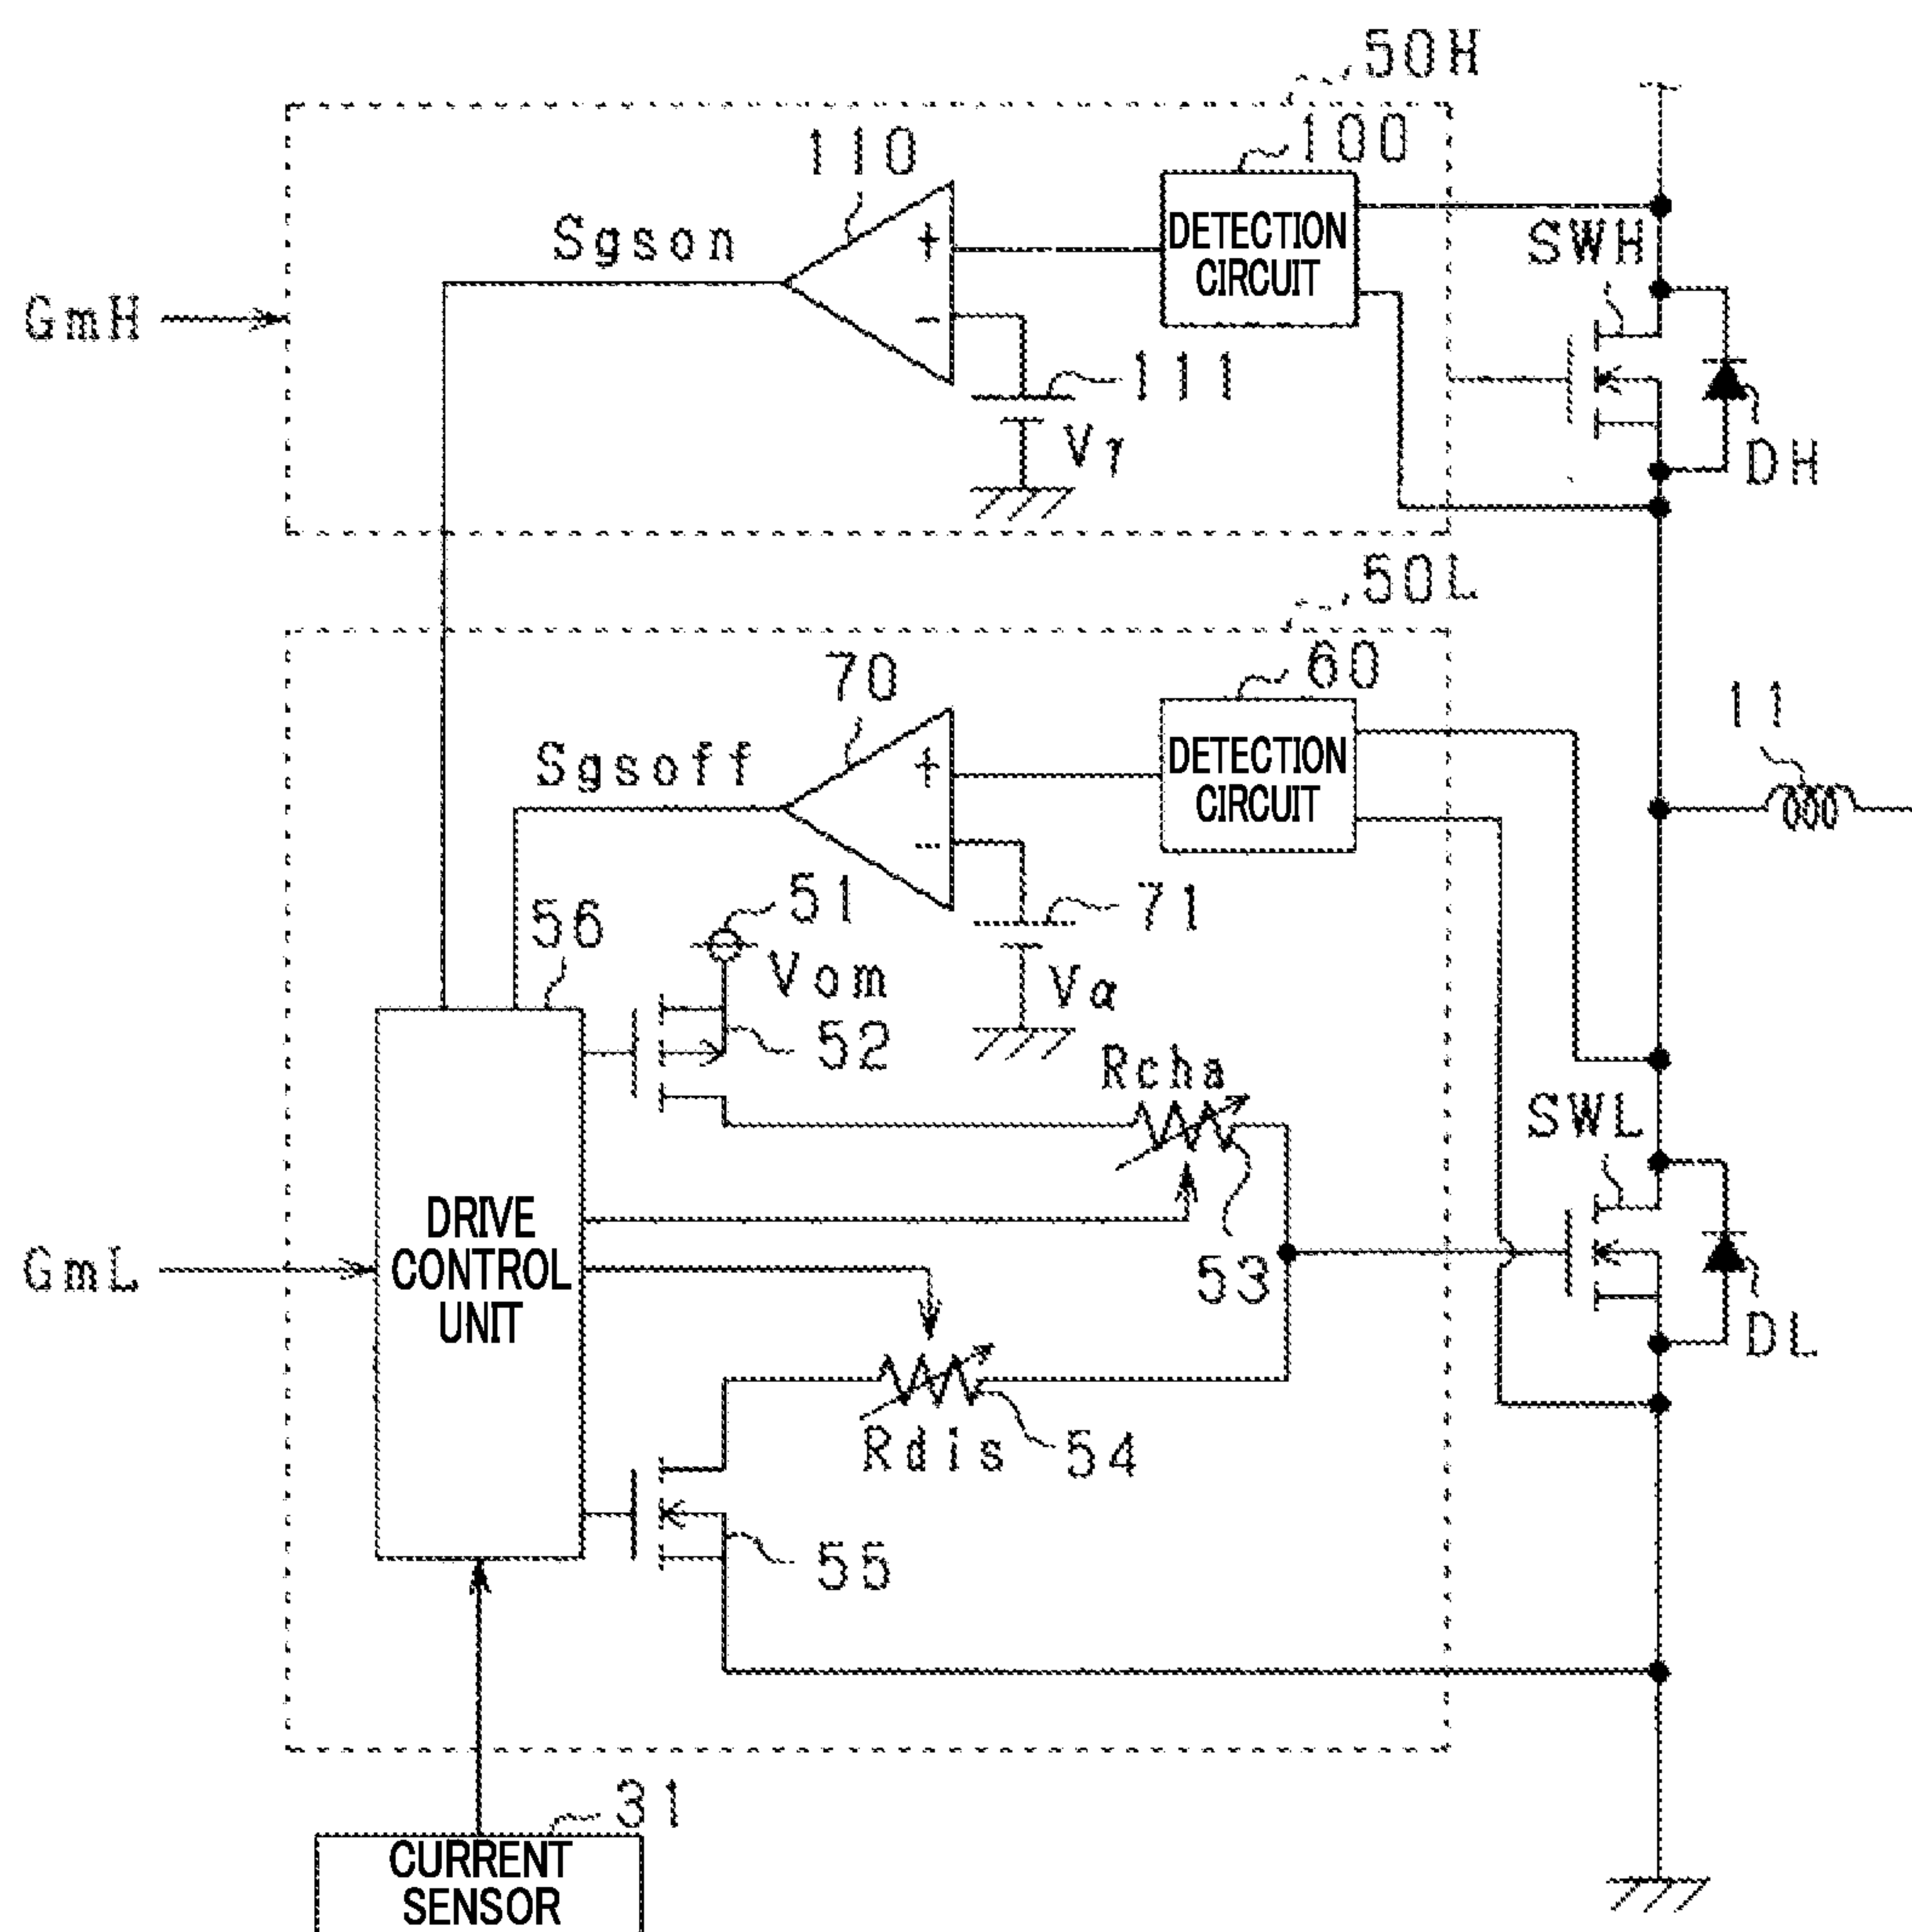 50H
110
100
Sgson
+
DETECTION
CIRCUIT
SWH
GmH
-
111
Vγ
DH
50L
70
60
11
Sgsoff
+
DETECTION
CIRCUIT
-
51
71
56
Vom
Vα
52
Rcha
SWL
DRIVE
CONTROL
UNIT
GmL
53
DL
Rdis
54
55
31
CURRENT
SENSOR